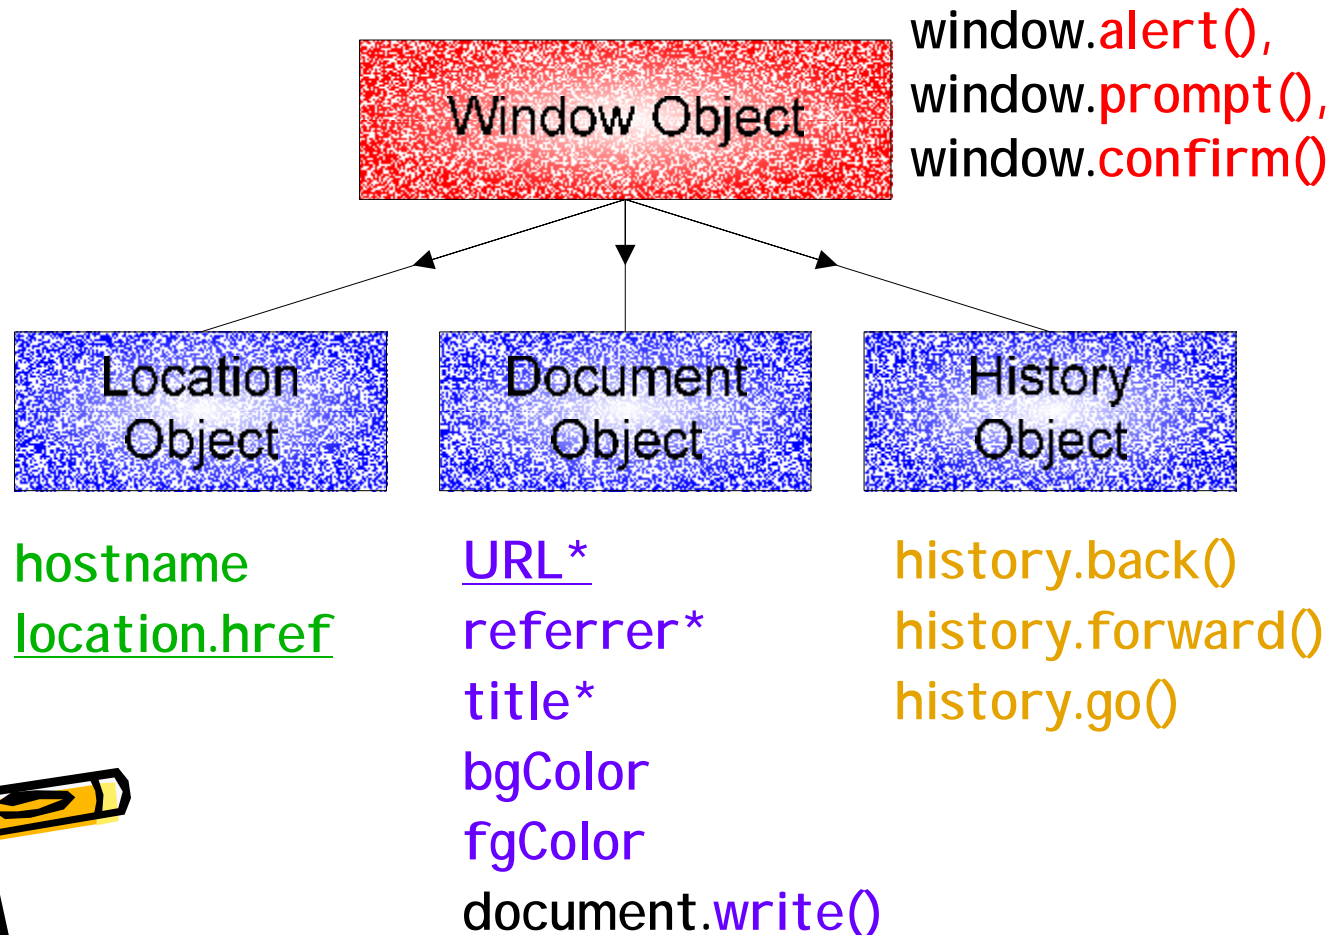 window.alert(),
window.prompt(),
window.confirm()
Window Object
Location
Object
Document
Object
History
Object
hostname
location.href
URL*
referrer*
title*
bgColor
fgColor
document.write()
history.back()
history.forward()
history.go()